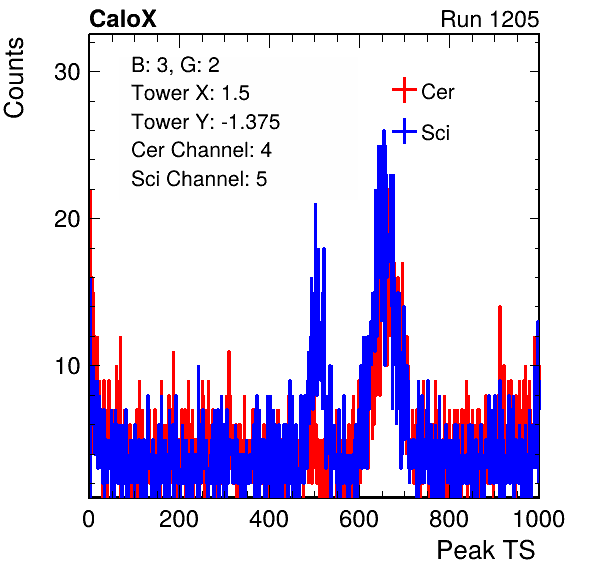 CaloX
Run 1205
Counts
30
20
10
B: 3, G: 2
Tower X: 1.5
Tower Y: -1.375
Cer Channel: 4
Sci Channel: 5
Cer
Sci
0 200 400 600 800 1000
Peak TS